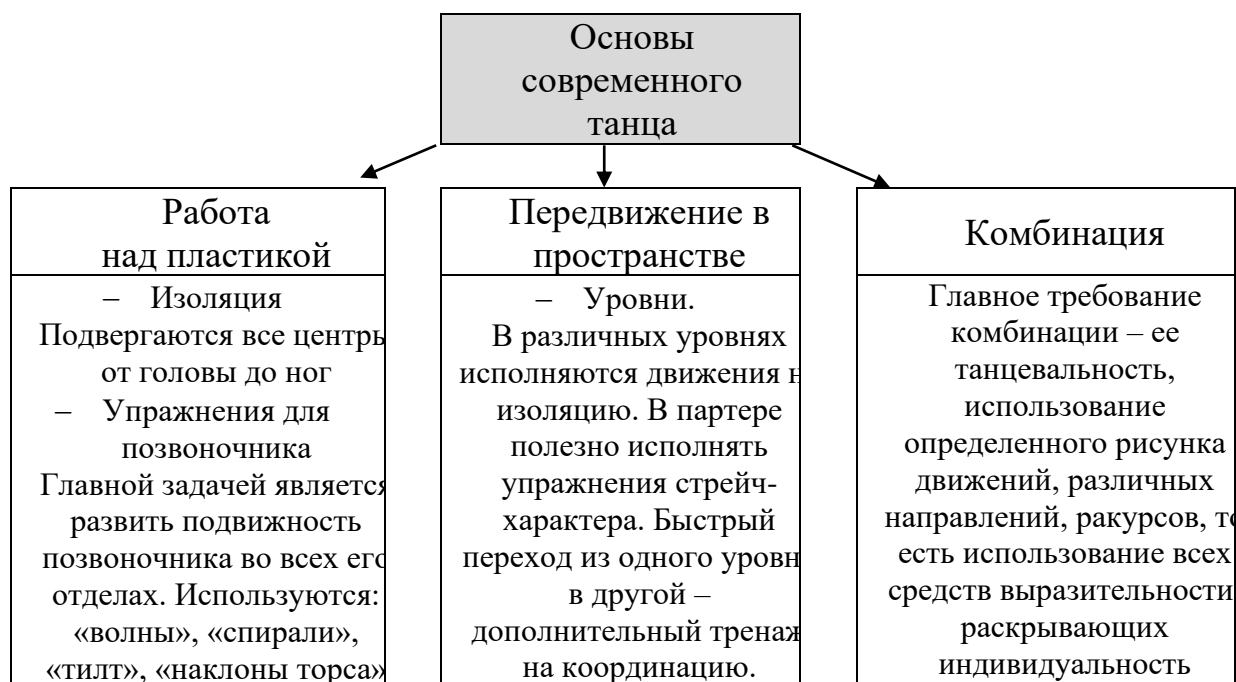 Основы
современного
танца
Работа
над пластикой
– Изоляция
Подвергаются все центры
от головы до ног
– Упражнения для
позвоночника
Главной задачей является
развить подвижность
позвоночника во всех его
отделах. Используются:
«волны», «спирали»,
«тилт», «наклоны торса»
Передвижение в
пространстве
– Уровни.
В различных уровнях
исполняются движения н
изоляцию. В партере
полезно исполнять
упражнения стрейч-
характера. Быстрый
переход из одного уровн
в другой –
дополнительный тренаж
на координацию.
Комбинация
Главное требование
комбинации – ее
танцевальность,
использование
определенного рисунка
движений, различных
направлений, ракурсов, то
есть использование всех
средств выразительности
раскрывающих
индивидуальность